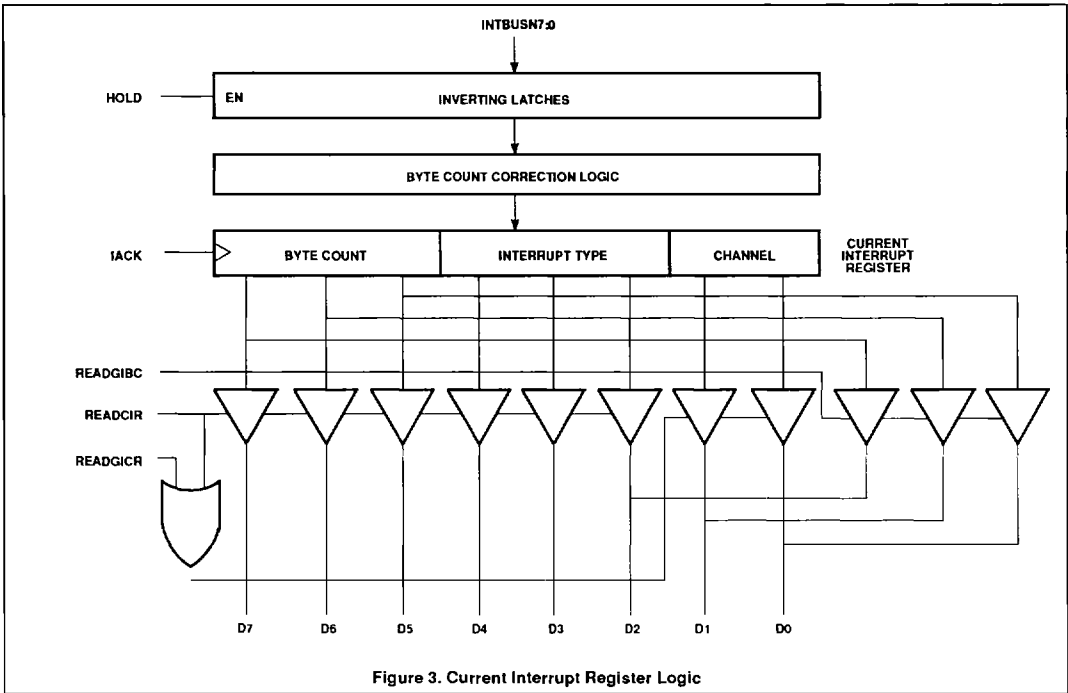 INTBUSN7:0
HOLD
EN
INVERTING LATCHES
BYTE COUNT CORRECTION LOGIC
IACK
BYTE COUNT
INTERRUPT TYPE
CHANNEL
CURRENT
INTERRUPT
REGISTER
READGIBC
READCIR
READGICR
D7
D6
D5
D4
D3
D2
D1
D0
Figure 3. Current Interrupt Register Logic